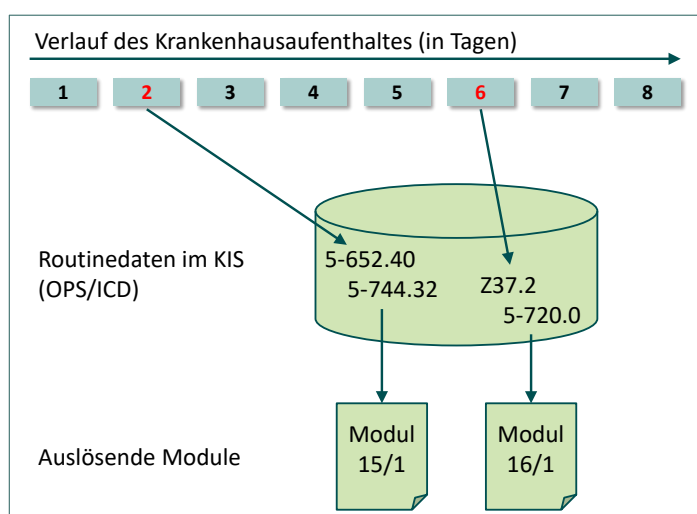 Verlauf des Krankenhausaufenthaltes (in Tagen)
1 2 3 4 5 6 7 8
Routinedaten im KIS
(OPS/ICD)
5-652.40
5-744.32
Z37.2
5-720.0
Auslösende Module
Modul
15/1
Modul
16/1